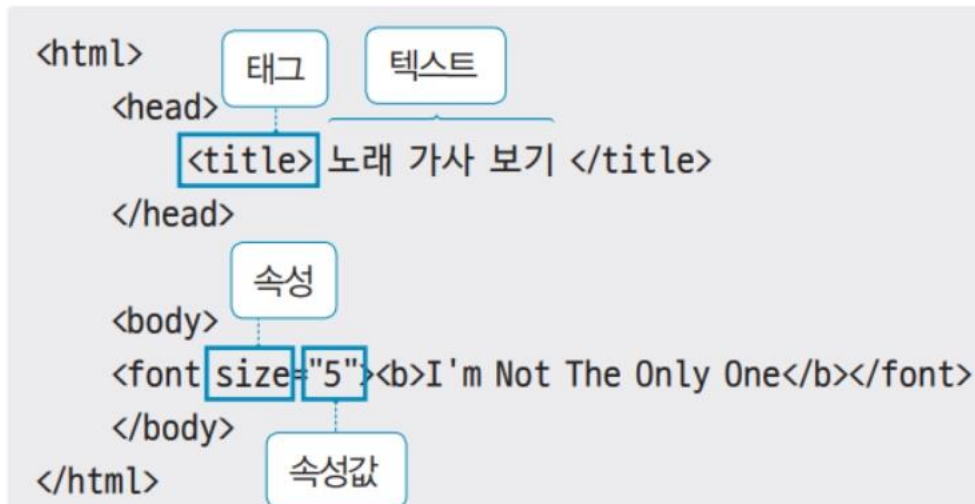 <html>
태그 텍스트
<head>
<title> 노래 가사 보기 </title>
</head>
속성
<body>
<font size="5"><b>I'm Not The Only One</b></font>
</body>
속성값
</html>